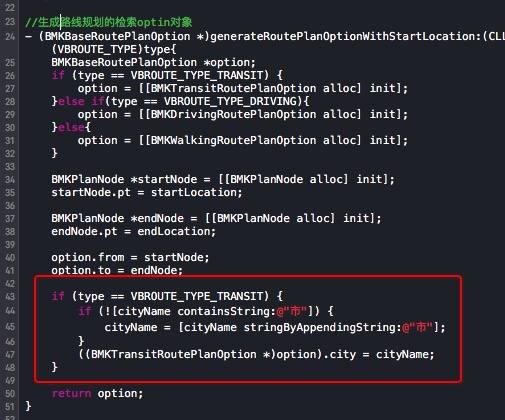 22
23 //生成路线规划的检索optin对象
24 - (BMKBaseRoutePlanOption *)generateRoutePlanOptionWithStartLocation:(CLL
(VBROUTE_TYPE)type{
25 BMKBaseRoutePlanOption *option;
26 if (type == VBROUTE_TYPE_TRANSIT) {
27 option = [[BMKTransitRoutePlanOption alloc] init];
28 }else if(type == VBROUTE_TYPE_DRIVING){
29 option = [[BMKDrivingRoutePlanOption alloc] init];
30 }else{
31 option = [[BMKWalkingRoutePlanOption alloc] init];
32 }
33
34 BMKPlanNode *startNode = [[BMKPlanNode alloc] init];
35 startNode.pt = startLocation;
36
37 BMKPlanNode *endNode = [[BMKPlanNode alloc] init];
38 endNode.pt = endLocation;
39
40 option.from = startNode;
41 option.to = endNode;
42
43 if (type == VBROUTE_TYPE_TRANSIT) {
44 if (![cityName containsString:@"市"]) {
45 cityName = [cityName stringByAppendingString:@"市"];
46 }
47 ((BMKTransitRoutePlanOption *)option).city = cityName;
48 }
49
50 return option;
51 }
52